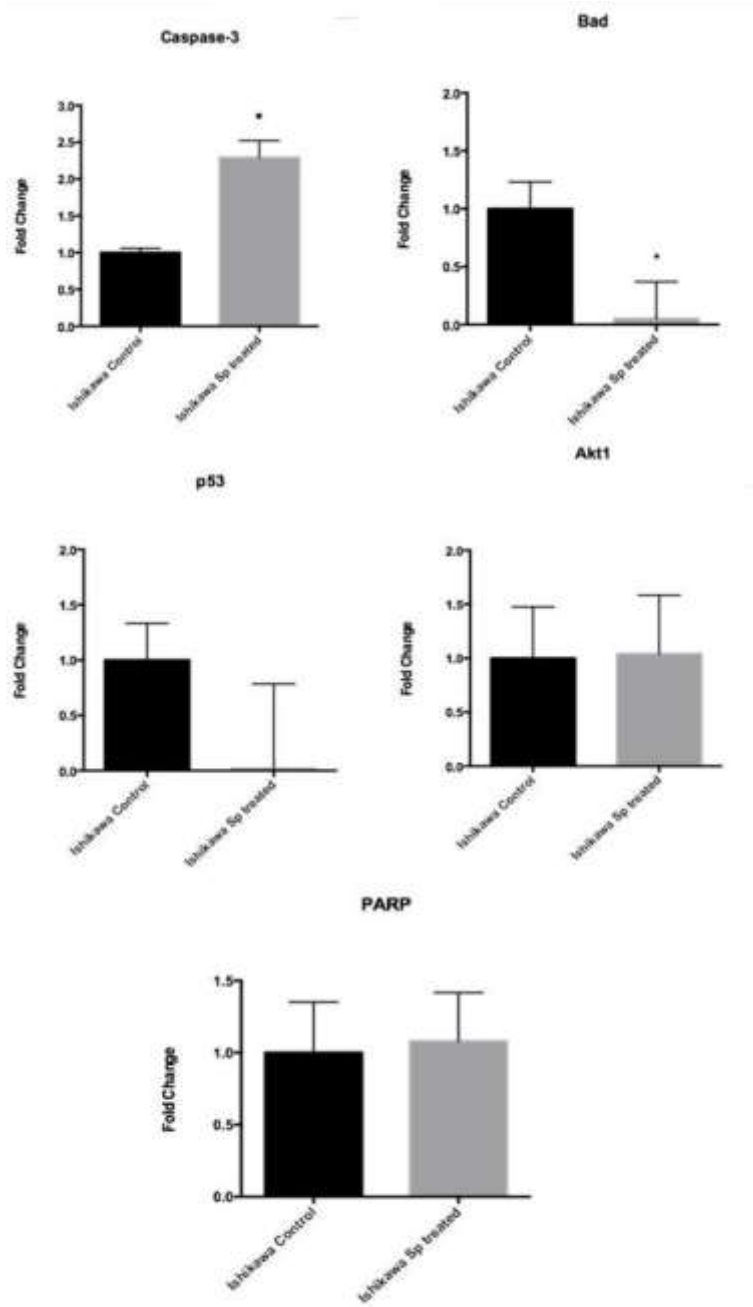 Caspase-3
Fold Change
3.0
2.5
2.0
1.5
1.0
0.5
0.0
*
Ishikawa Control
Ishikawa Sp treated
Bad
Fold Change
2.0
1.5
1.0
0.5
0.0
*
Ishikawa Control
Ishikawa Sp treated
p53
Fold Change
2.0
1.5
1.0
0.5
0.0
Ishikawa Control
Ishikawa Sp treated
Akt1
Fold Change
2.0
1.5
1.0
0.5
0.0
Ishikawa Control
Ishikawa Sp treated
PARP
Fold Change
1.5
1.0
0.5
0.0
Ishikawa Control
Ishikawa Sp treated